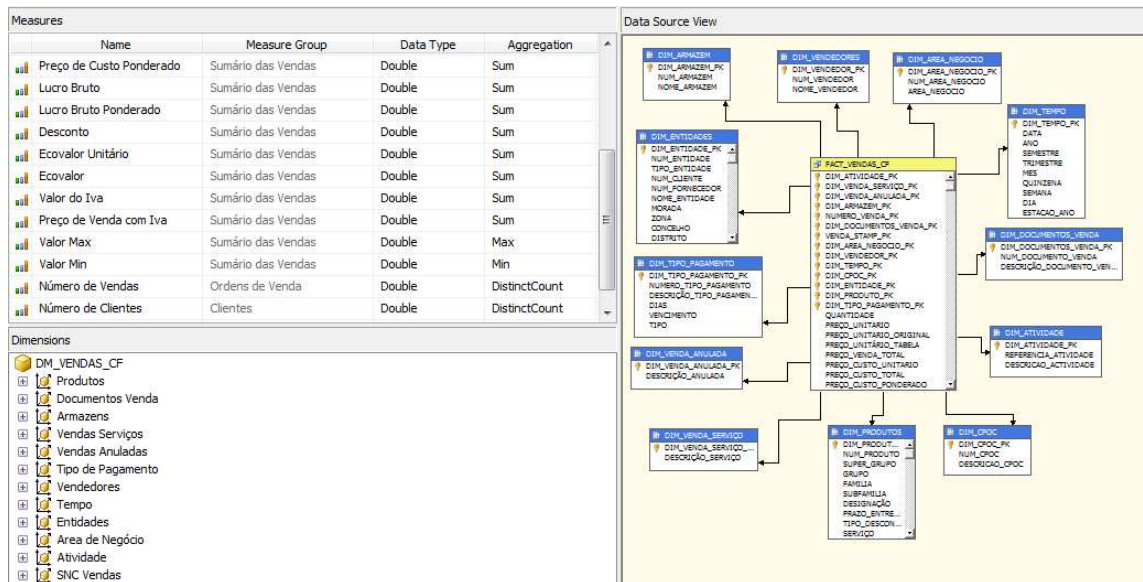 Measures
Name Measure Group Data Type Aggregation
Preço de Custo Ponderado Sumário das Vendas Double Sum
Lucro Bruto Sumário das Vendas Double Sum
Lucro Bruto Ponderado Sumário das Vendas Double Sum
Desconto Sumário das Vendas Double Sum
Ecovalor Unitário Sumário das Vendas Double Sum
Ecovalor Sumário das Vendas Double Sum
Valor do Iva Sumário das Vendas Double Sum
Preço de Venda com Iva Sumário das Vendas Double Sum
Valor Max Sumário das Vendas Double Max
Valor Min Sumário das Vendas Double Min
Número de Vendas Ordens de Venda Double DistinctCount
Número de Clientes Clientes Double DistinctCount
Dimensions
DM_VENDAS_CF
Produtos
Documentos Venda
Armazens
Vendas Serviços
Vendas Anuladas
Tipo de Pagamento
Vendedores
Tempo
Entidades
Area de Negócio
Atividade
SNC Vendas
Data Source View
DIM_ARMAZEM
DIM_ARMAZEM_PK
NUM_ARMAZEM
NOME_ARMAZEM
DIM_VENDEDORES
DIM_VENDEDOR_PK
NUM_VENDEDOR
NOME_VENDEDOR
DIM_AREA_NEGOCIO
DIM_AREA_NEGOCIO_PK
NUM_AREA_NEGOCIO
AREA_NEGOCIO
DIM_TEMPO
DIM_TEMPO_PK
DATA
ANO
SEMESTRE
TRIMESTRE
MES
QUINZENA
SEMANA
DIA
ESTACAO_ANO
DIM_ENTIDADES
DIM_ENTIDADE_PK
NUM_ENTIDADE
TIPO_ENTIDADE
NUM_CLIENTE
NUM_FORNECEDOR
NOME_ENTIDADE
MORADA
ZONA
CONCELHO
DISTRITO
FACT_VENDAS_CF
DIM_ATIVIDADE_PK
DIM_VENDA_SERVIÇO_PK
DIM_VENDA_ANULADA_PK
DIM_ARMAZEM_PK
NUMERO_VENDA_PK
DIM_DOCUMENTOS_VENDA_PK
VENDA_STAMP_PK
DIM_AREA_NEGOCIO_PK
DIM_VENDEDOR_PK
DIM_TEMPO_PK
DIM_CPOC_PK
DIM_ENTIDADE_PK
DIM_PRODUTO_PK
DIM_TIPO_PAGAMENTO_PK
QUANTIDADE
PREÇO_UNITARIO
PREÇO_UNITARIO_ORIGINAL
PREÇO_UNITÁRIO_TABELA
PREÇO_VENDA_TOTAL
PREÇO_CUSTO_UNITARIO
PREÇO_CUSTO_TOTAL
PREÇO_CUSTO_PONDERADO
DIM_DOCUMENTOS_VENDA
DIM_DOCUMENTOS_VENDA_PK
NUM_DOCUMENTO_VENDA
DESCRIÇÃO_DOCUMENTO_VEN...
DIM_TIPO_PAGAMENTO
DIM_TIPO_PAGAMENTO_PK
NUMERO_TIPO_PAGAMENTO
DESCRIÇÃO_TIPO_PAGAMEN...
DIAS
VENCIMENTO
TIPO
DIM_ATIVIDADE
DIM_ATIVIDADE_PK
REFERENCIA_ATIVIDADE
DESCRICAO_ACTIVIDADE
DIM_VENDA_ANULADA
DIM_VENDA_ANULADA_PK
DESCRIÇÃO_ANULADA
DIM_VENDA_SERVIÇO
DIM_VENDA_SERVIÇO_...
DESCRIÇÃO_SERVIÇO
DIM_PRODUTOS
DIM_PRODUT...
NUM_PRODUTO
SUPER_GRUPO
GRUPO
FAMILIA
SUBFAMILIA
DESIGNAÇÃO
PRAZO_ENTRE...
TIPO_DESCON...
SERVIÇO
DIM_CPOC
DIM_CPOC_PK
NUM_CPOC
DESCRICAO_CPOC